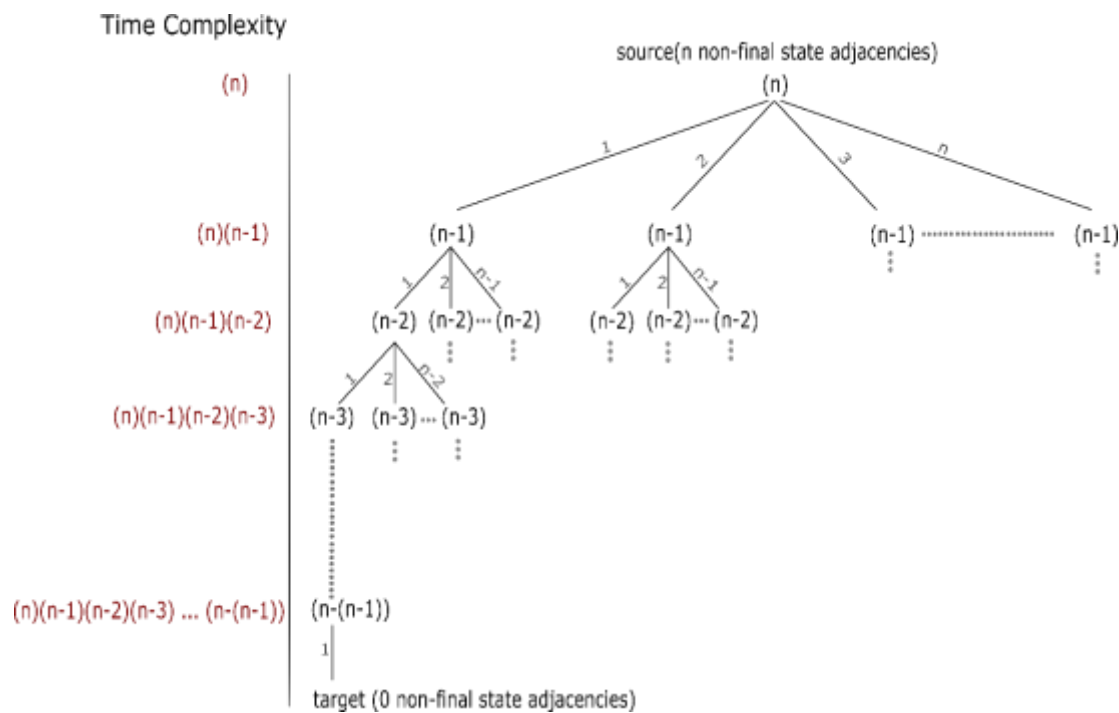 Time Complexity
source(n non-final state adjacencies)
(n) (n)
1 2 3 n
(n)(n-1) (n-1) (n-1) (n-1) (n-1)
1 2 n-1 1 2 n-1
(n)(n-1)(n-2) (n-2) (n-2) (n-2) (n-2) (n-2) (n-2)
1 2 n-2
(n)(n-1)(n-2)(n-3) (n-3) (n-3) (n-3)
(n)(n-1)(n-2)(n-3) ... (n-(n-1)) (n-(n-1))
1
target (0 non-final state adjacencies)